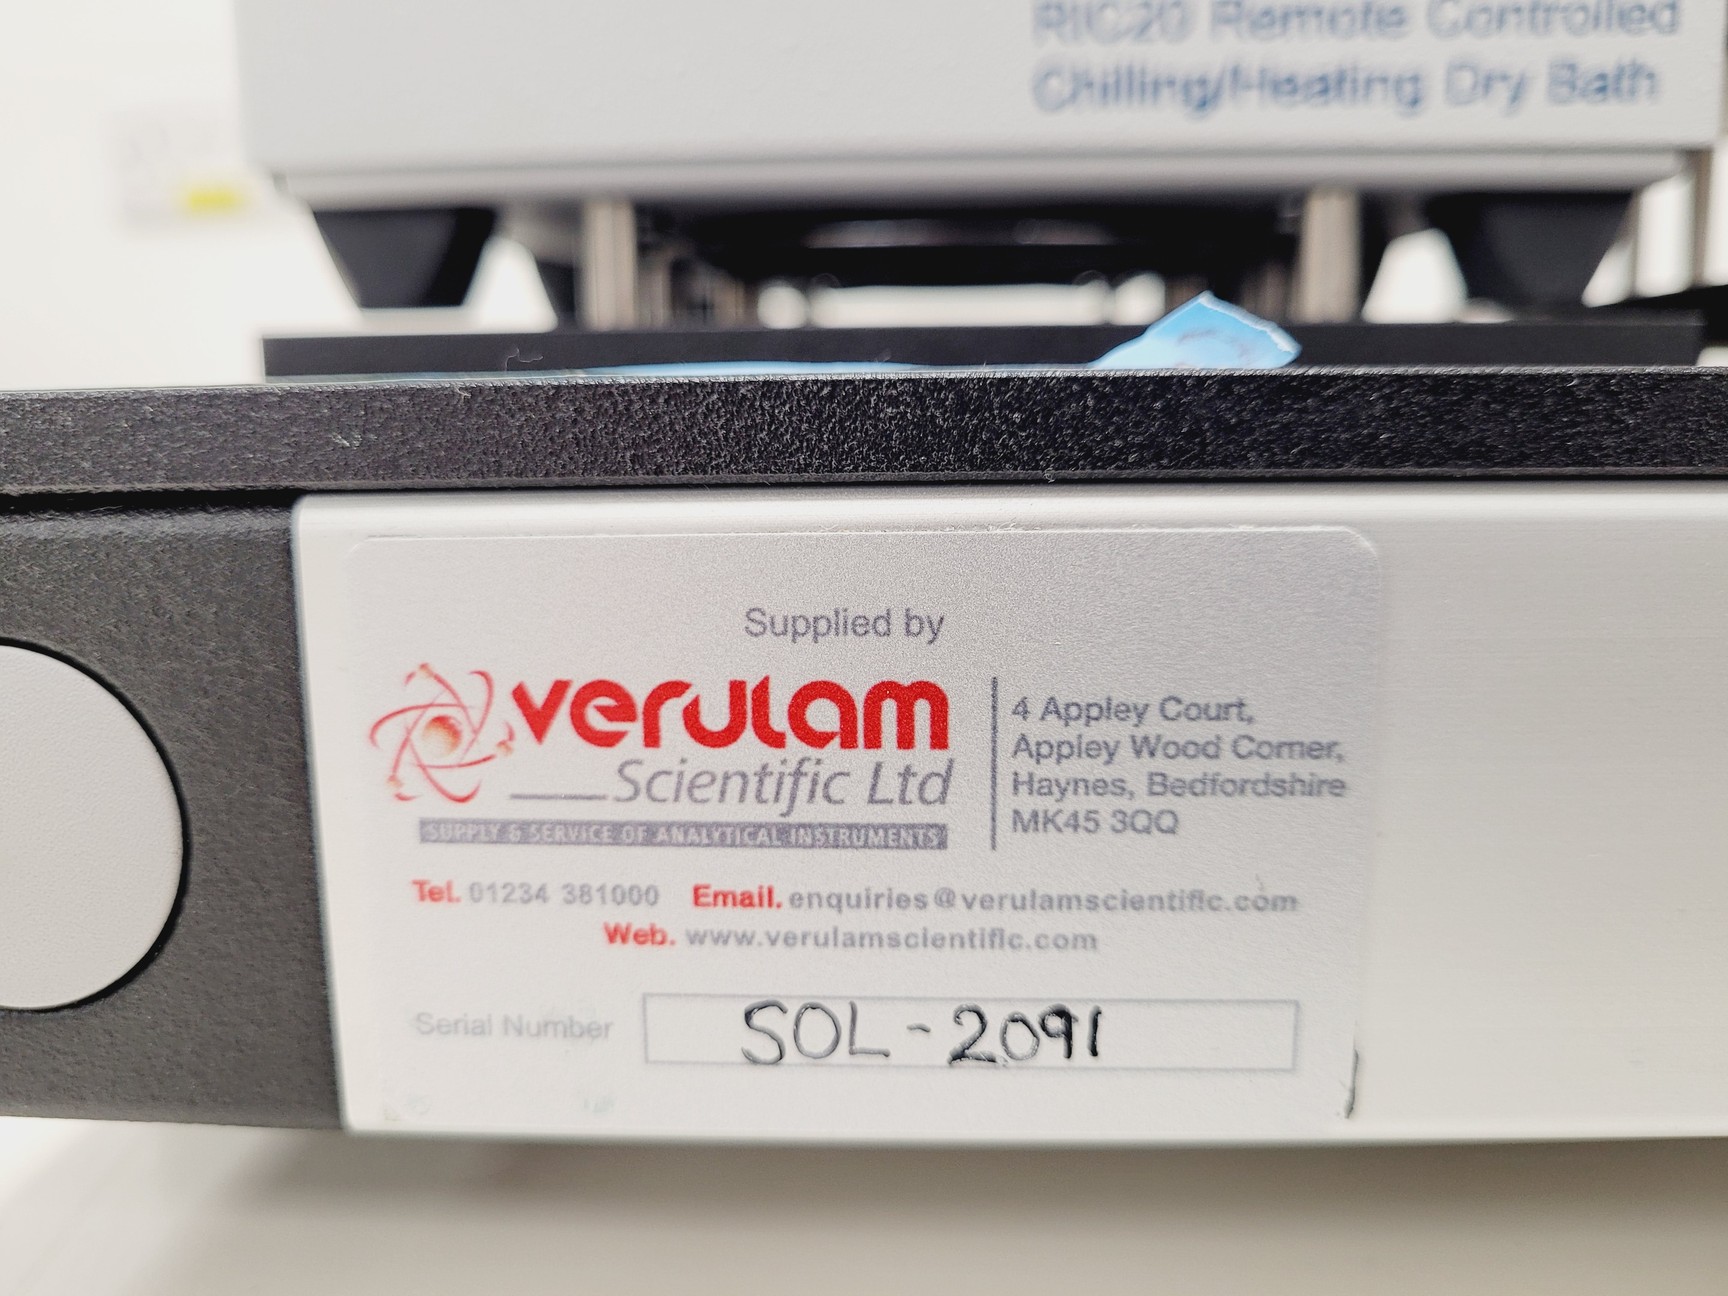 RIC20 Remote Controlled
Chilling/Heating Dry Bath
Supplied by
verulam
Scientific Ltd
SUPPLY & SERVICE OF ANALYTICAL INSTRUMENTS
4 Appley Court,
Appley Wood Corner,
Haynes, Bedfordshire
MK45 3QQ
Tel. 01234 381000 Email. enquiries@verulamscientific.com
Web. www.verulamscientific.com
Serial Number SOL-2091